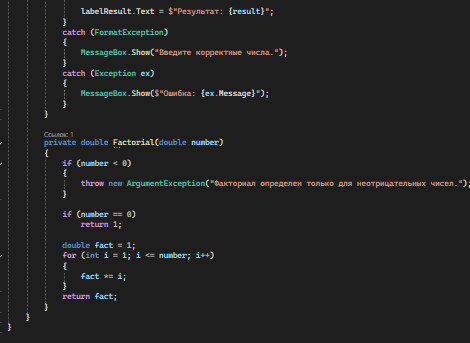 labelResult.Text = $"Результат: {result}";
}
catch (FormatException)
{
MessageBox.Show("Введите корректные числа.");
}
catch (Exception ex)
{
MessageBox.Show($"Ошибка: {ex.Message}");
}
}
Ссылок: 1
private double Factorial(double number)
{
if (number < 0)
{
throw new ArgumentException("Факториал определен только для неотрицательных чисел.");
}
if (number == 0)
return 1;
double fact = 1;
for (int i = 1; i <= number; i++)
{
fact *= i;
}
return fact;
}
}
}